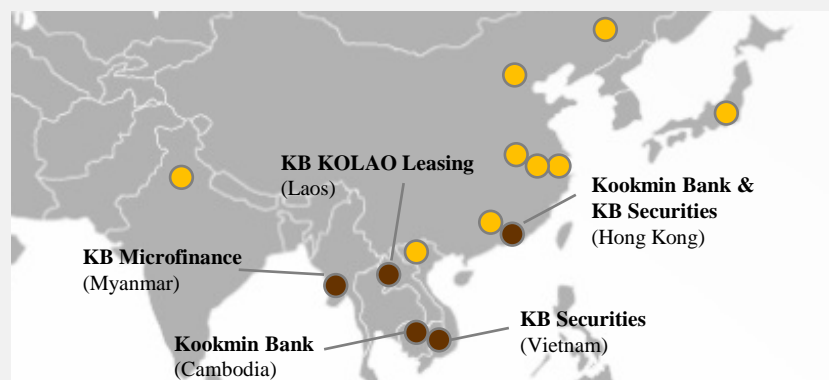 KB KOLAO Leasing
(Laos)
Kookmin Bank &
KB Securities
(Hong Kong)
KB Microfinance
(Myanmar)
Kookmin Bank
(Cambodia)
KB Securities
(Vietnam)